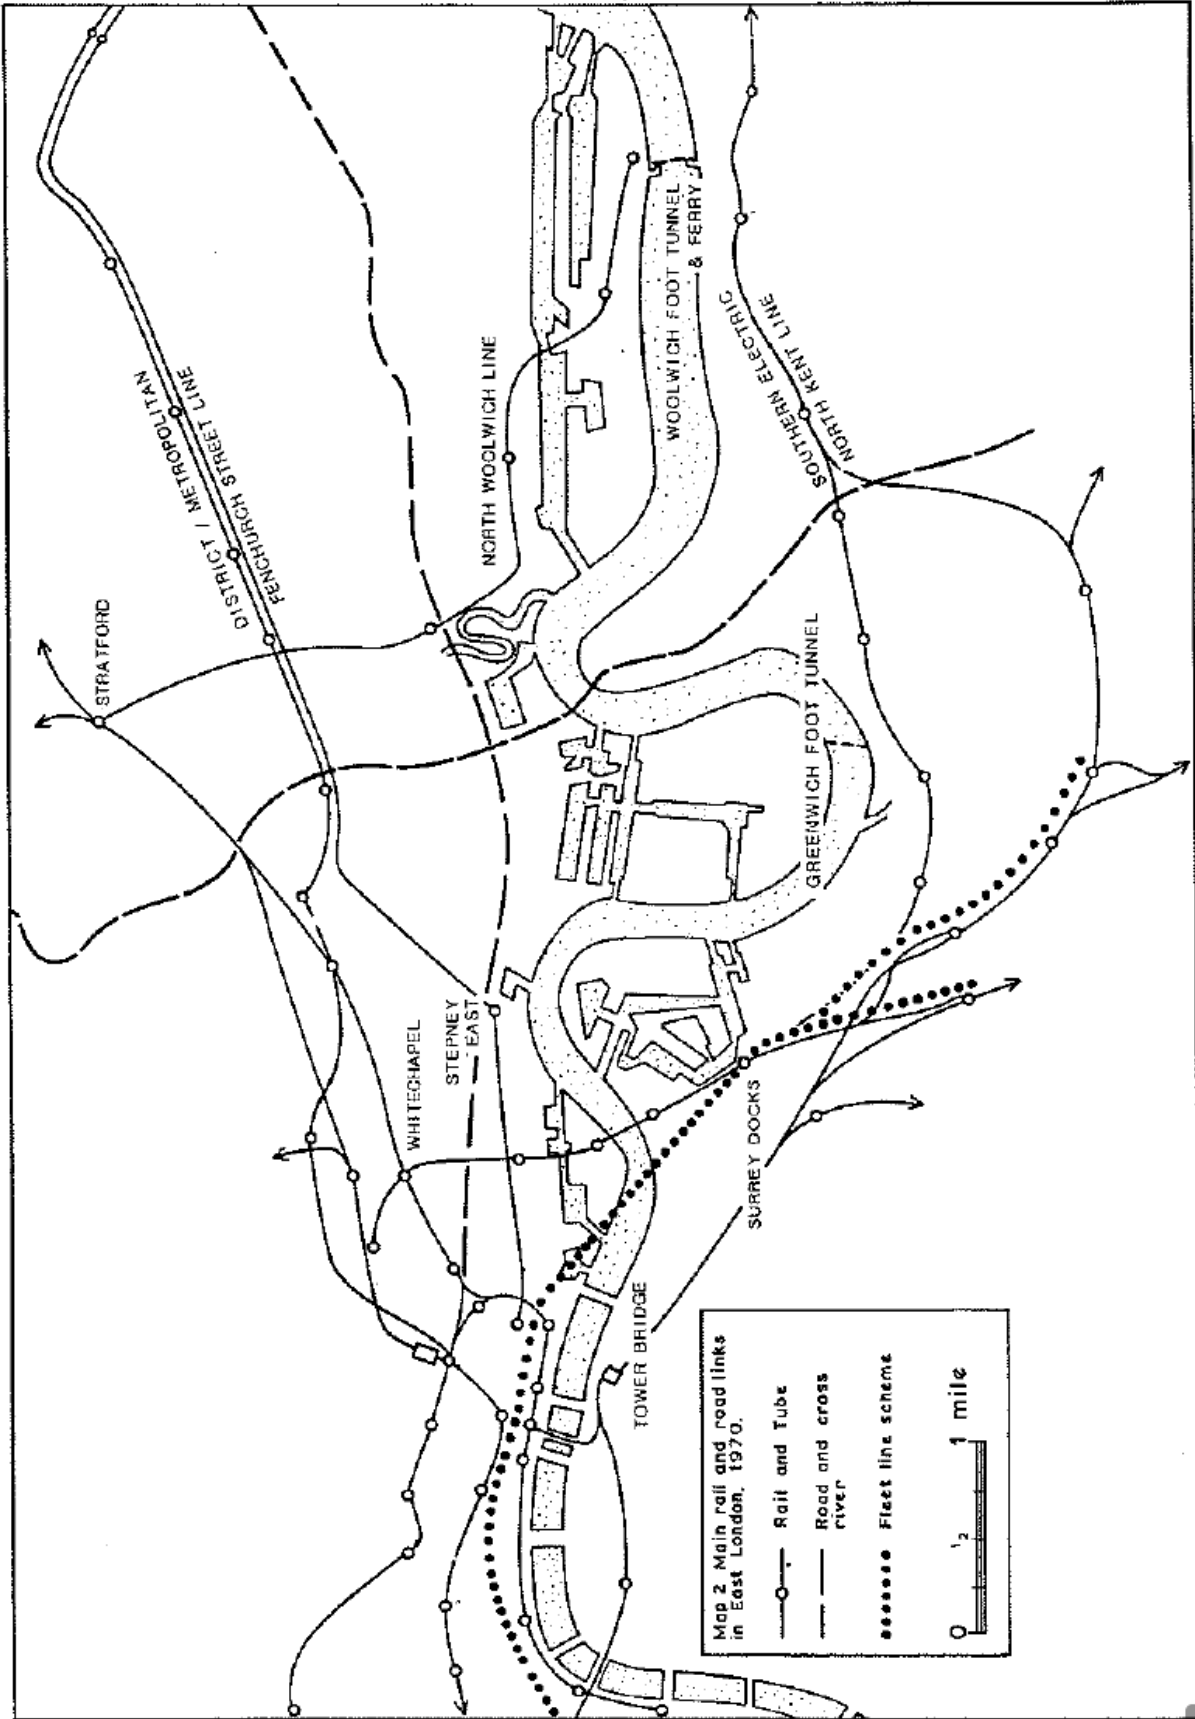 STRATFORD
DISTRICT / METROPOLITAN
FENCHURCH STREET LINE
NORTH WOOLWICH LINE
WOOLWICH FOOT TUNNEL
& FERRY
SOUTHERN ELECTRIC
NORTH KENT LINE
WHITECHAPEL
STEPNEY
EAST
GREENWICH FOOT TUNNEL
SURREY DOCKS
TOWER BRIDGE
Map 2 Main rail and road links
in East London, 1970.
Rail and Tube
Road and cross
river
Fleet line scheme
0 1/2 1 mile